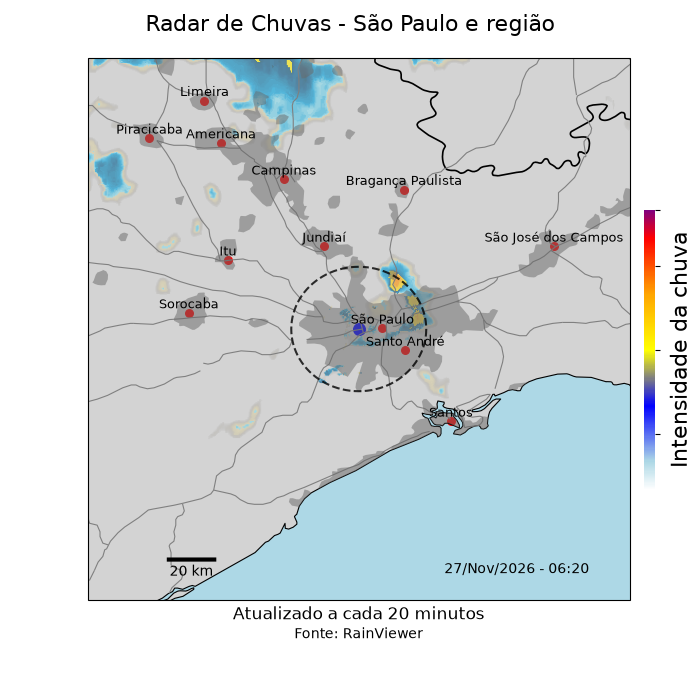 Radar de Chuvas - São Paulo e região
Limeira
Piracicaba
Americana
Campinas
Bragança Paulista
Jundiaí
São José dos Campos
Itu
Sorocaba
São Paulo
Santo André
Santos
Intensidade da chuva
20 km
27/Nov/2026 - 06:20
Atualizado a cada 20 minutos
Fonte: RainViewer